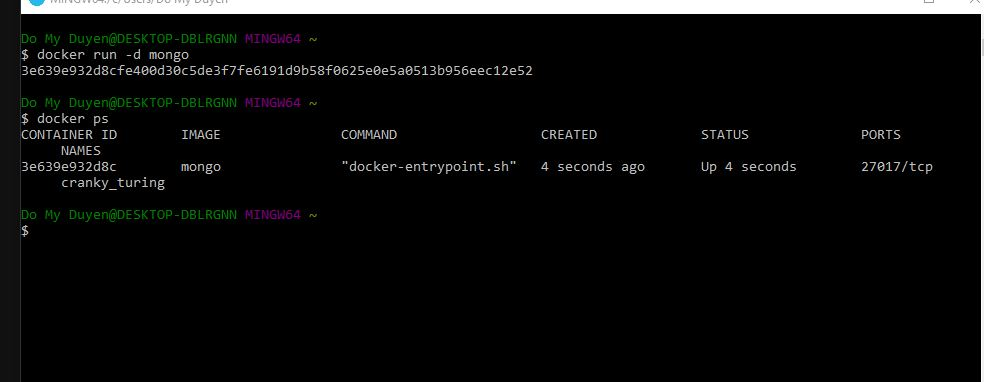 MINGW64:/c/Users/Do My Duyen
Do My Duyen@DESKTOP-DBLRGNN MINGW64 ~
$ docker run -d mongo
3e639e932d8cfe400d30c5de3f7fe6191d9b58f0625e0e5a0513b956eec12e52
Do My Duyen@DESKTOP-DBLRGNN MINGW64 ~
$ docker ps
CONTAINER ID        IMAGE               COMMAND                  CREATED             STATUS              PORTS
     NAMES
3e639e932d8c        mongo               "docker-entrypoint.sh"   4 seconds ago       Up 4 seconds        27017/tcp
     cranky_turing
Do My Duyen@DESKTOP-DBLRGNN MINGW64 ~
$